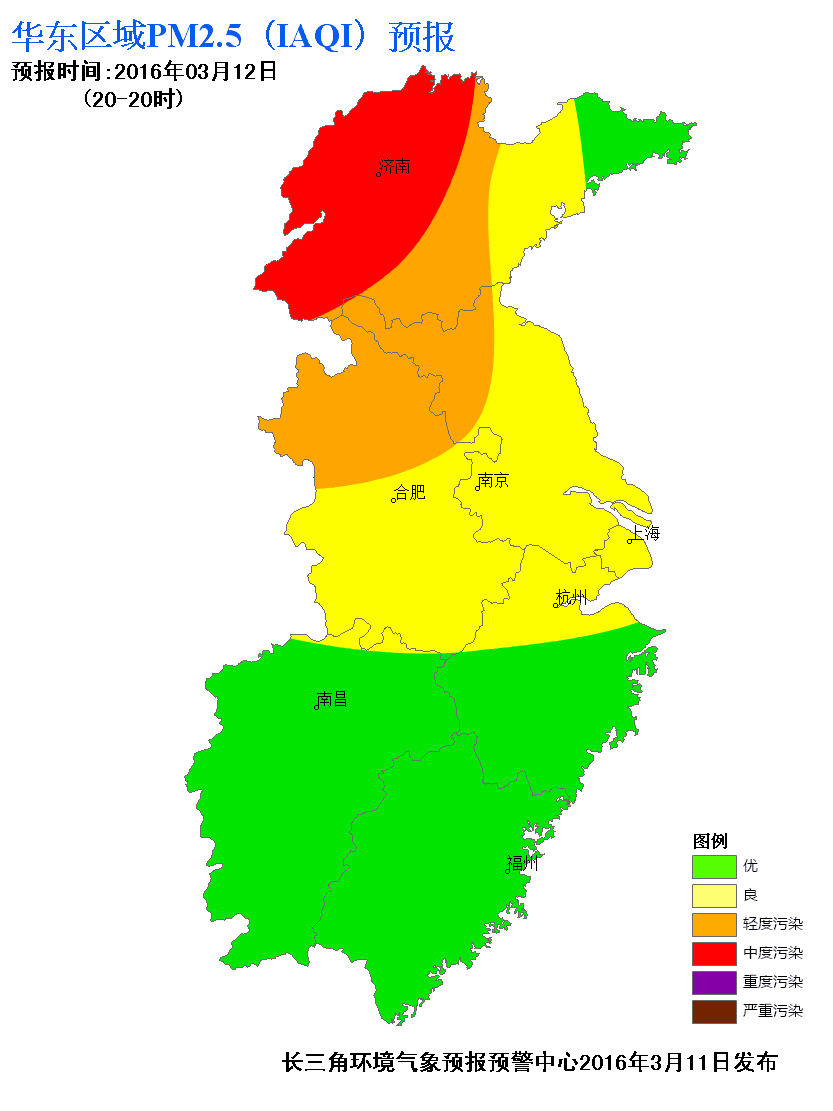 华东区域PM2.5（IAQI）预报
预报时间:2016年03月12日
(20-20时)
济南
南京
合肥
上海
杭州
南昌
福州
图例
优
良
轻度污染
中度污染
重度污染
严重污染
长三角环境气象预报预警中心2016年3月11日发布